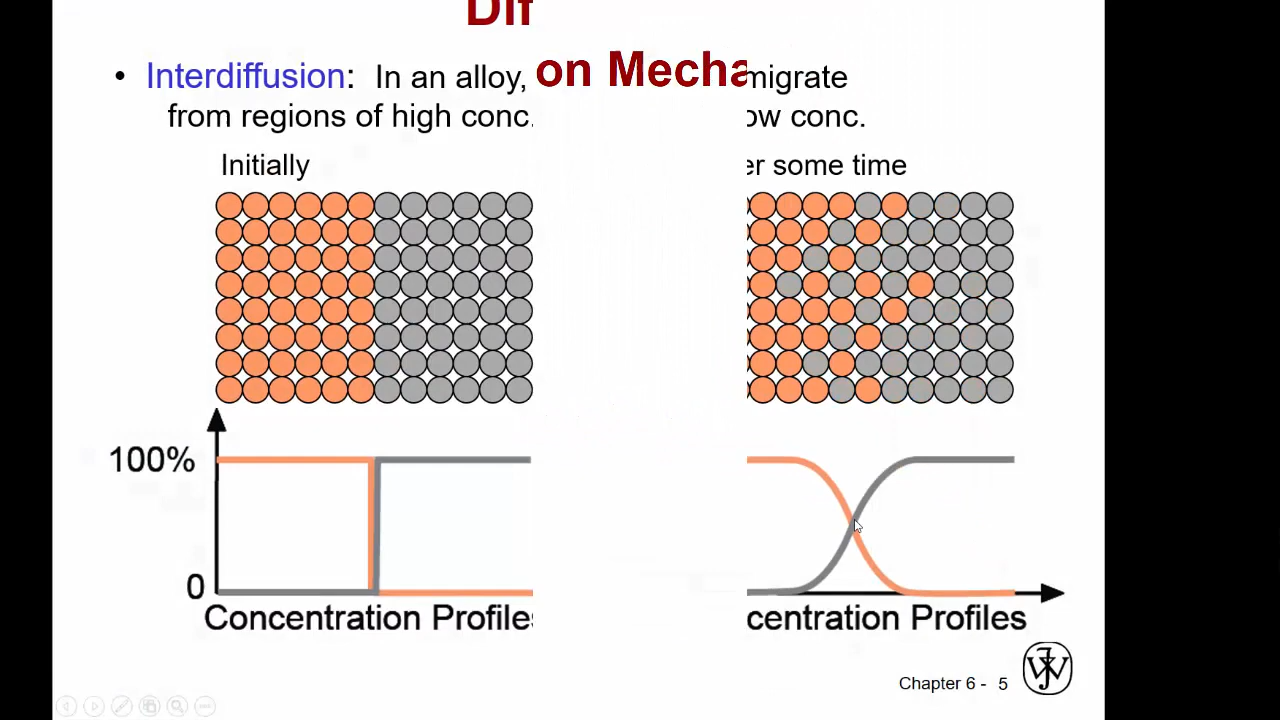 Dif
on Mecha
• Interdiffusion: In an alloy, migrate
from regions of high conc. ow conc.
Initially er some time
100%
0
Concentration Profiles centration Profiles
Chapter 6 - 5